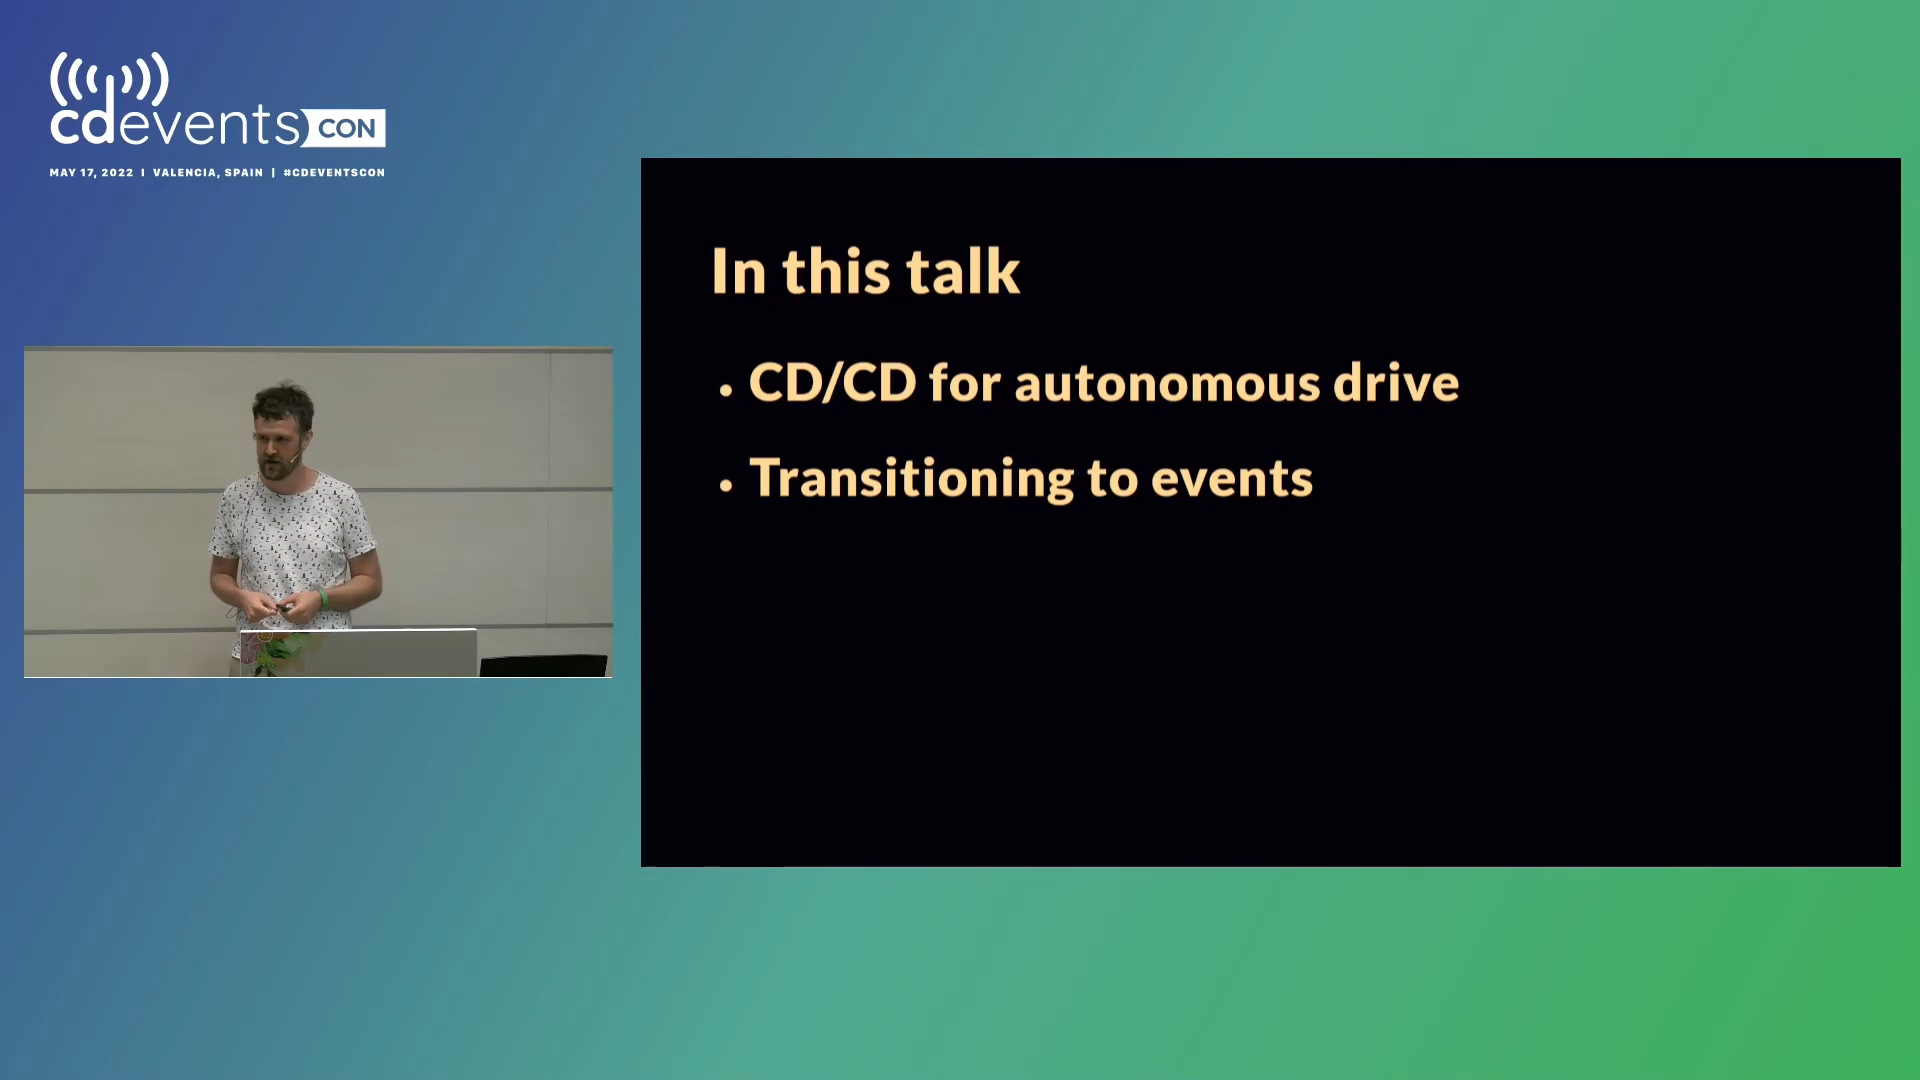 cdevents CON
MAY 17, 2022 I VALENCIA, SPAIN | #CDEVENTSCON
In this talk
• CD/CD for autonomous drive
• Transitioning to events